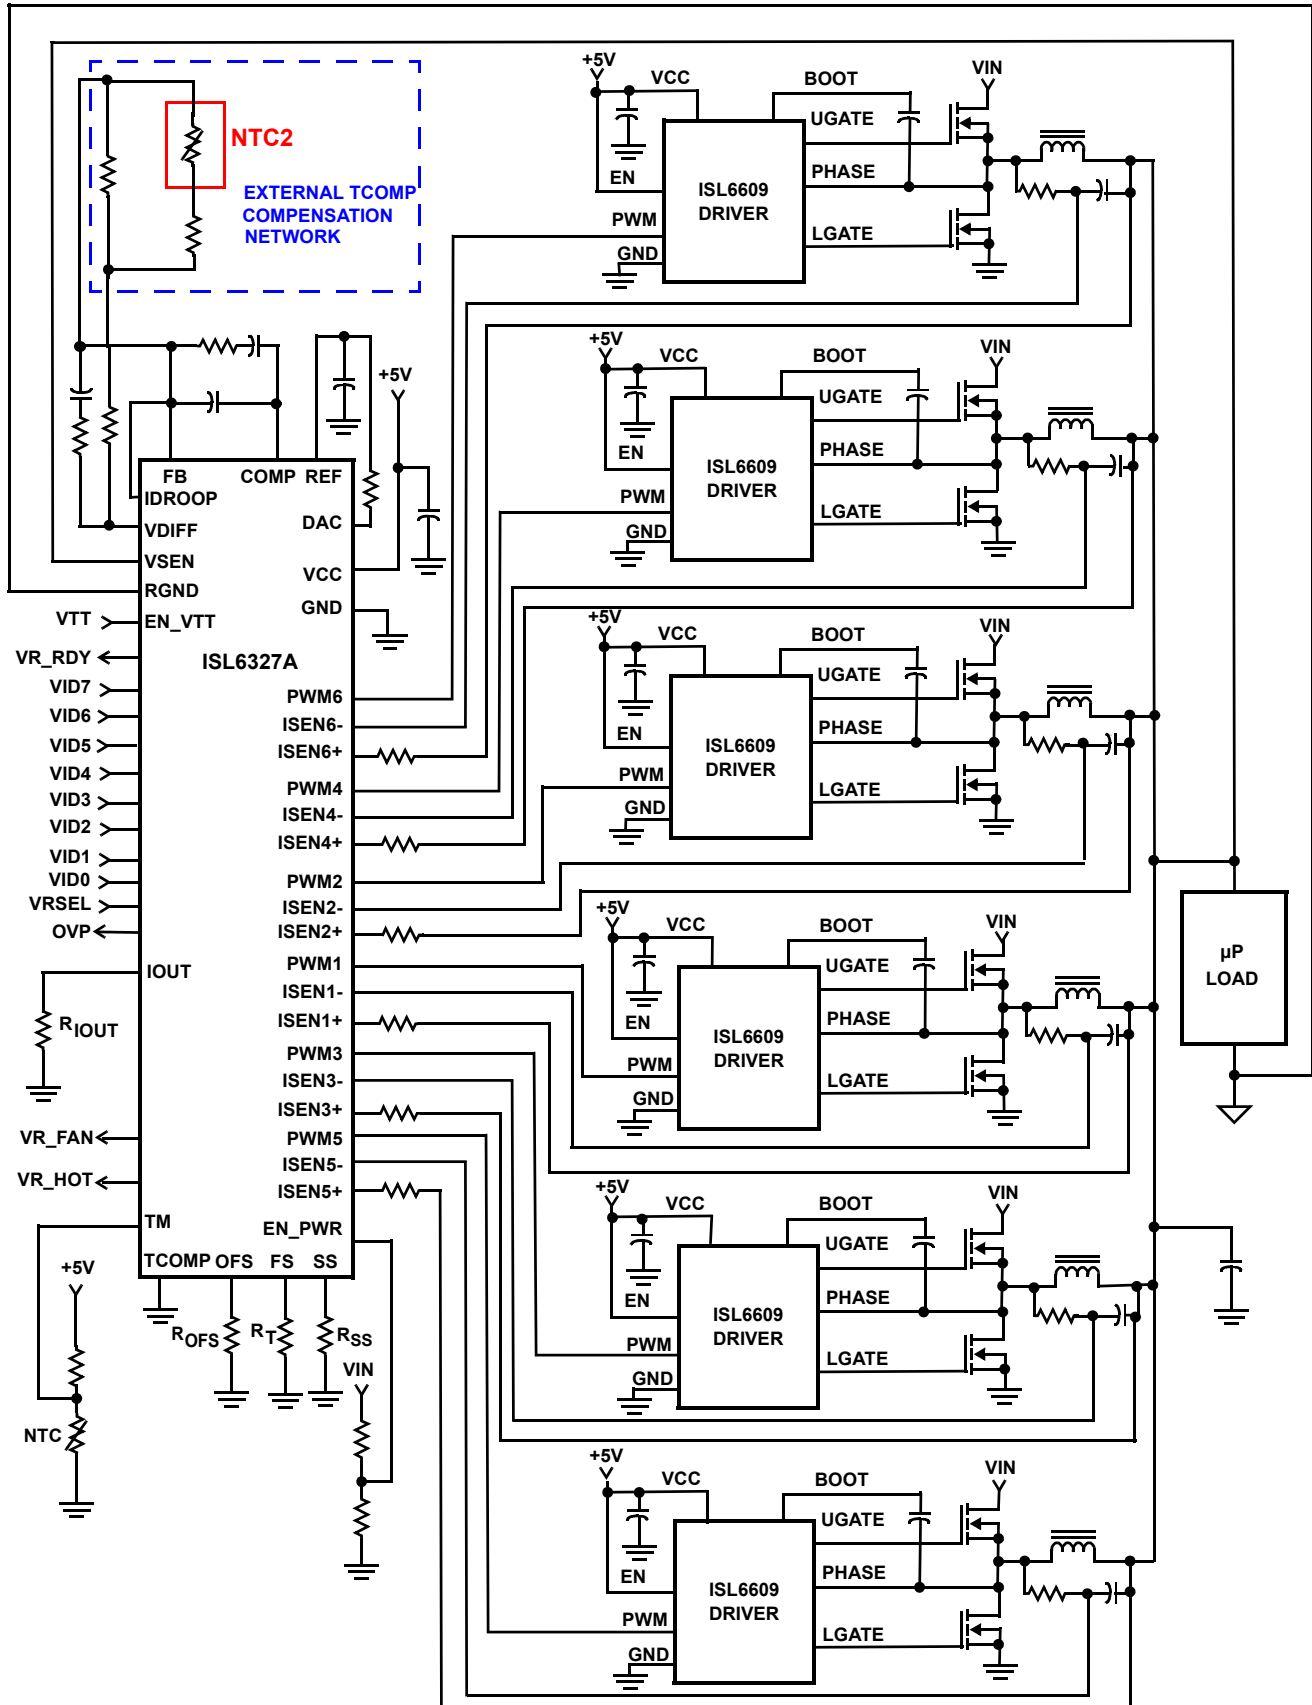 NTC2
EXTERNAL TCOMP
COMPENSATION
NETWORK
+5V
FB
COMP
REF
IDROOP
VDIFF
DAC
VSEN
VCC
RGND
GND
VTT
EN_VTT
ISL6327A
VR_RDY
VID7
VID6
VID5
VID4
VID3
VID2
VID1
VID0
VRSEL
OVP
PWM6
ISEN6-
ISEN6+
PWM4
ISEN4-
ISEN4+
PWM2
ISEN2-
ISEN2+
PWM1
ISEN1-
ISEN1+
PWM3
ISEN3-
ISEN3+
PWM5
ISEN5-
ISEN5+
EN_PWR
IOUT
RIOUT
VR_FAN
VR_HOT
TM
TCOMP
OFS
FS
SS
+5V
ROFS
RT
RSS
VIN
NTC
+5V
VCC
BOOT
VIN
UGATE
EN
ISL6609
DRIVER
PHASE
PWM
LGATE
GND
+5V
VCC
BOOT
VIN
UGATE
EN
ISL6609
DRIVER
PHASE
PWM
LGATE
GND
+5V
VCC
BOOT
VIN
UGATE
EN
ISL6609
DRIVER
PHASE
PWM
LGATE
GND
+5V
VCC
BOOT
VIN
UGATE
EN
ISL6609
DRIVER
PHASE
PWM
LGATE
GND
+5V
VCC
BOOT
VIN
UGATE
EN
ISL6609
DRIVER
PHASE
PWM
LGATE
GND
+5V
VCC
BOOT
VIN
UGATE
EN
ISL6609
DRIVER
PHASE
PWM
LGATE
GND
µP
LOAD